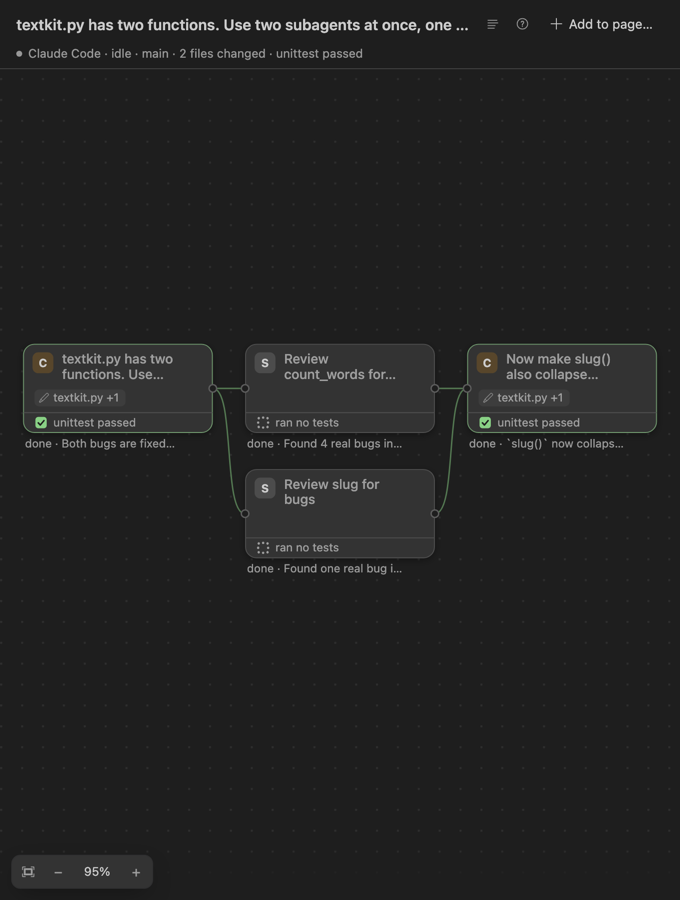 textkit.py has two functions. Use two subagents at once, one ...
Add to page...
Claude Code · idle · main · 2 files changed · unittest passed
C
textkit.py has two
functions. Use...
textkit.py +1
unittest passed
done · Both bugs are fixed...
S
Review
count_words for...
ran no tests
done · Found 4 real bugs in...
S
Review slug for
bugs
ran no tests
done · Found one real bug i...
C
Now make slug()
also collapse...
textkit.py +1
unittest passed
done · `slug()` now collaps...
95%